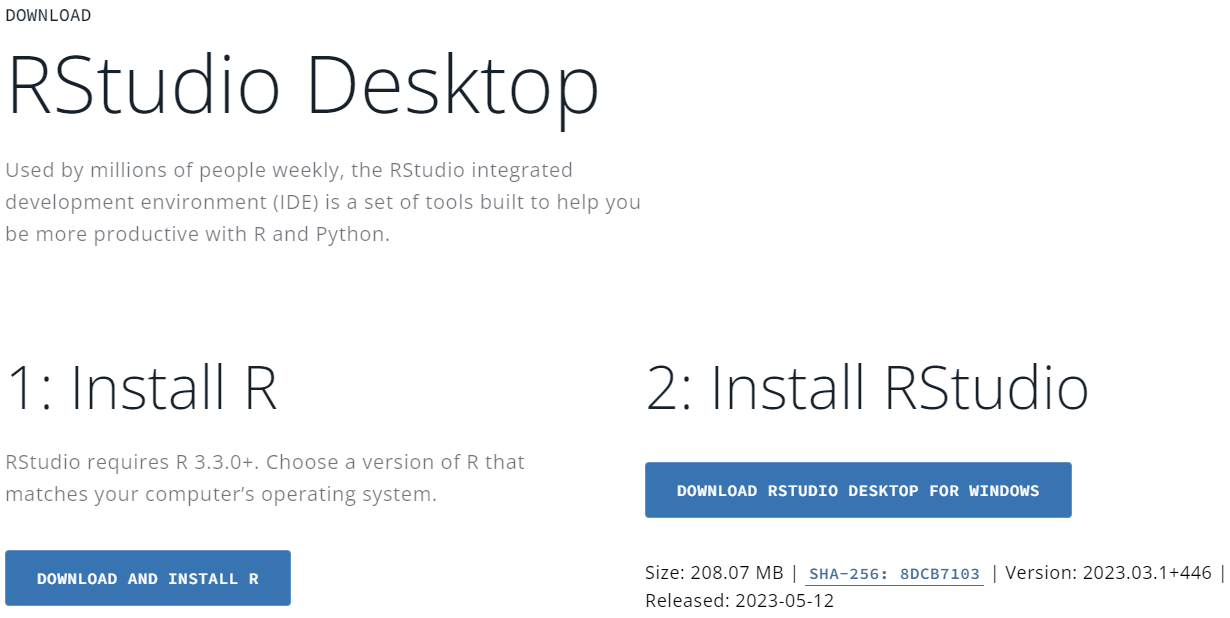 DOWNLOAD
RStudio Desktop
Used by millions of people weekly, the RStudio integrated
development environment (IDE) is a set of tools built to help you
be more productive with R and Python.
1: Install R
RStudio requires R 3.3.0+. Choose a version of R that
matches your computer’s operating system.
DOWNLOAD AND INSTALL R
2: Install RStudio
DOWNLOAD RSTUDIO DESKTOP FOR WINDOWS
Size: 208.07 MB | SHA-256: 8DCB7103 | Version: 2023.03.1+446 |
Released: 2023-05-12